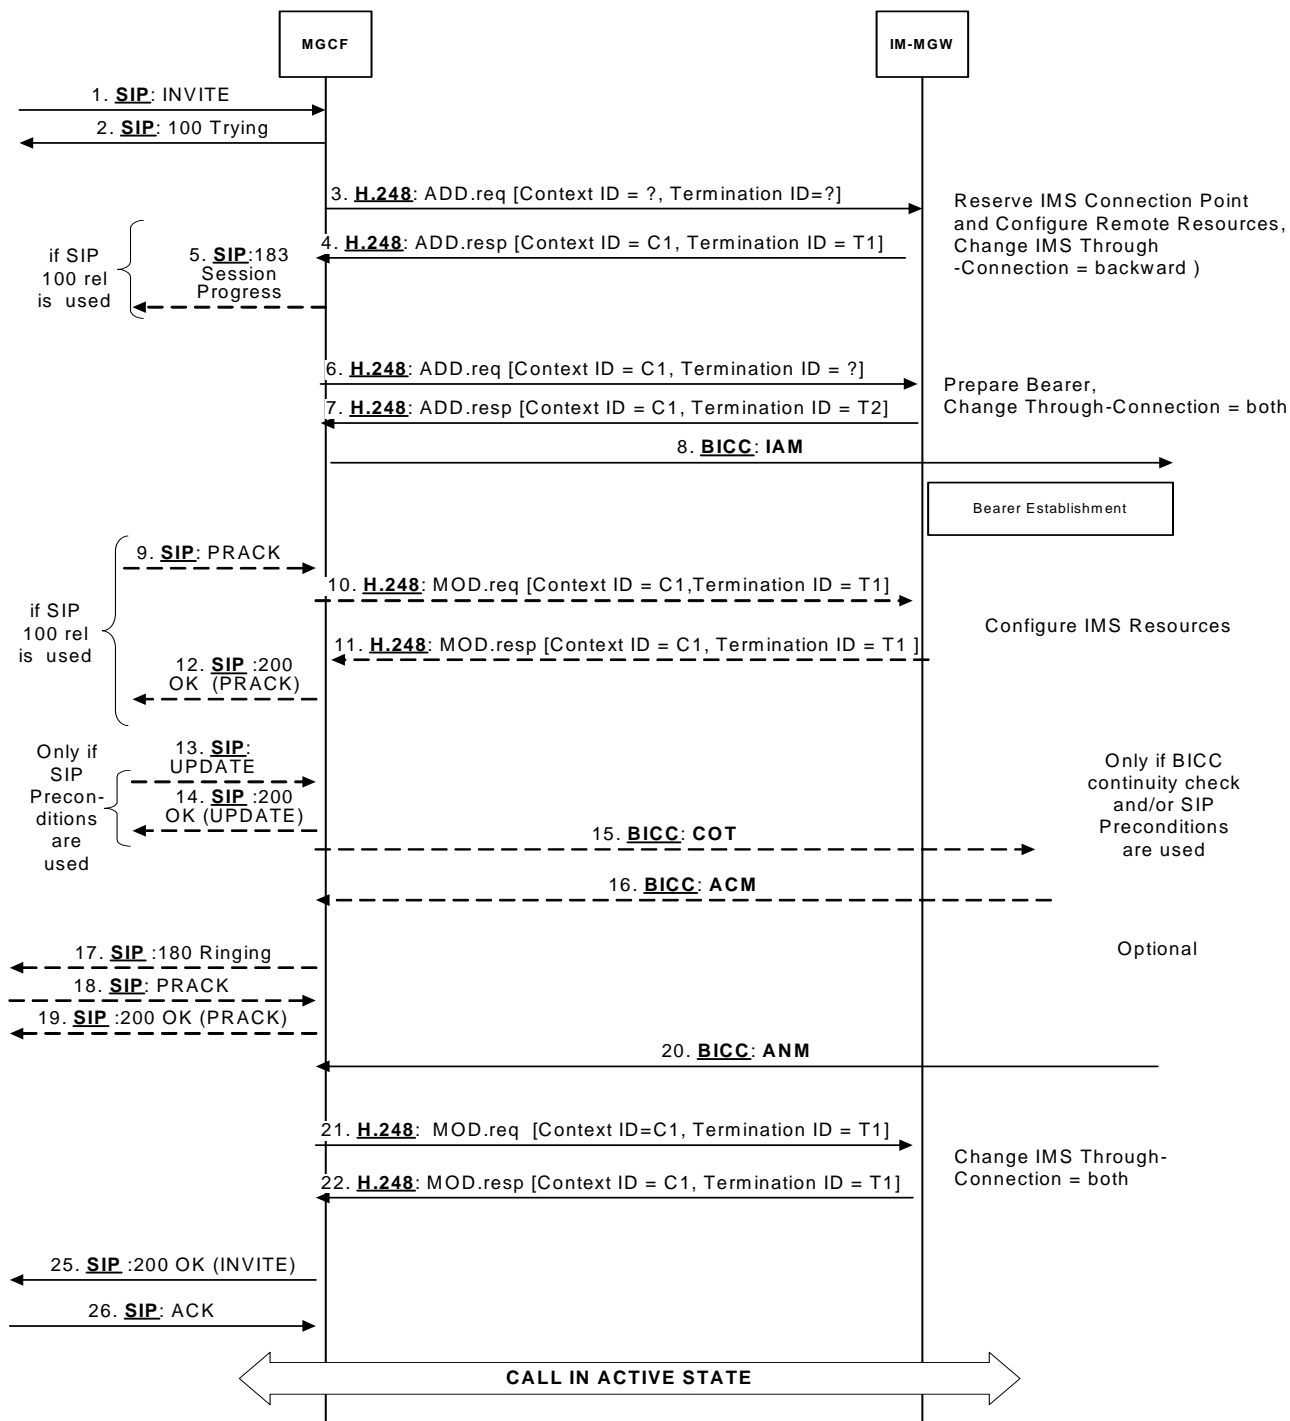 MGCF
IM-MGW
1. SIP: INVITE
2. SIP: 100 Trying
3. H.248: ADD.req [Context ID = ?, Termination ID=?]
Reserve IMS Connection Point
and Configure Remote Resources,
Change IMS Through
-Connection = backward )
4. H.248: ADD.resp [Context ID = C1, Termination ID = T1]
if SIP
100 rel
is used
5. SIP:183
Session
Progress
6. H.248: ADD.req [Context ID = C1, Termination ID = ?]
Prepare Bearer,
Change Through-Connection = both
7. H.248: ADD.resp [Context ID = C1, Termination ID = T2]
8. BICC: IAM
Bearer Establishment
9. SIP: PRACK
10. H.248: MOD.req [Context ID = C1,Termination ID = T1]
if SIP
100 rel
is used
Configure IMS Resources
11. H.248: MOD.resp [Context ID = C1, Termination ID = T1 ]
12. SIP :200
OK (PRACK)
Only if
SIP
Precon-
ditions
are
used
13. SIP:
UPDATE
14. SIP :200
OK (UPDATE)
Only if BICC
continuity check
and/or SIP
Preconditions
are used
15. BICC: COT
16. BICC: ACM
17. SIP :180 Ringing
Optional
18. SIP: PRACK
19. SIP :200 OK (PRACK)
20. BICC: ANM
21. H.248: MOD.req [Context ID=C1, Termination ID = T1]
Change IMS Through-
Connection = both
22. H.248: MOD.resp [Context ID = C1, Termination ID = T1]
25. SIP :200 OK (INVITE)
26. SIP: ACK
CALL IN ACTIVE STATE